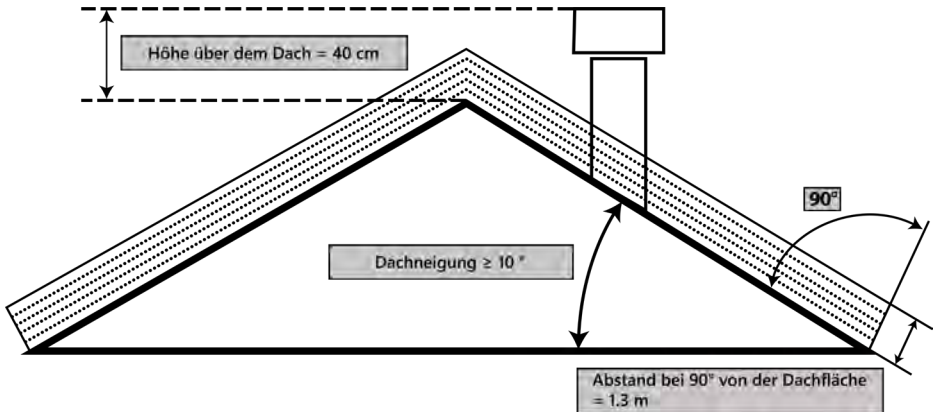 Höhe über dem Dach = 40 cm
90°
Dachneigung ≥ 10 °
Abstand bei 90° von der Dachfläche
= 1.3 m